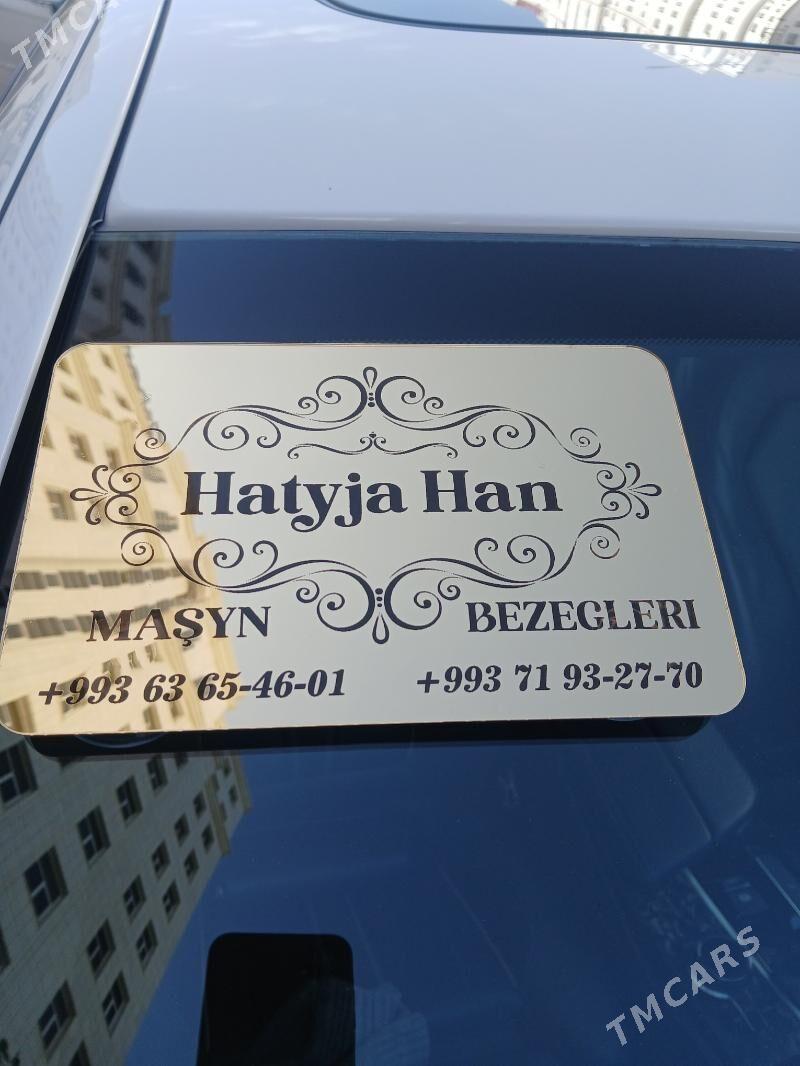 TMCARS
Hatyja Han
MAŞYN BEZEGLERI
+993 63 65-46-01 +993 71 93-27-70
TMCARS